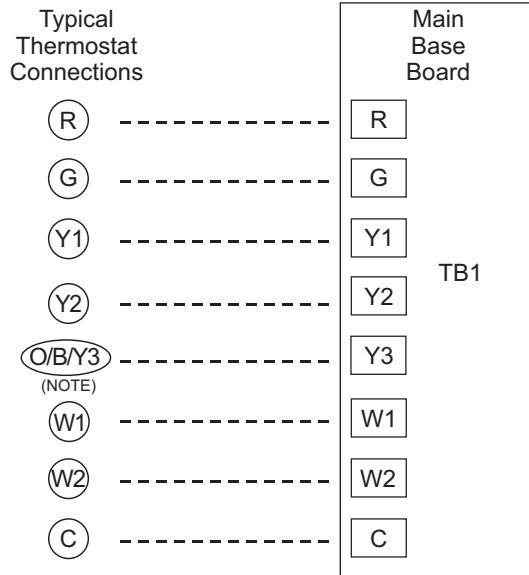 Typical
Thermostat
Connections
Main
Base
Board
R
R
G
G
Y1
Y1
TB1
Y2
Y2
O/B/Y3
Y3
(NOTE)
W1
W1
W2
W2
C
C